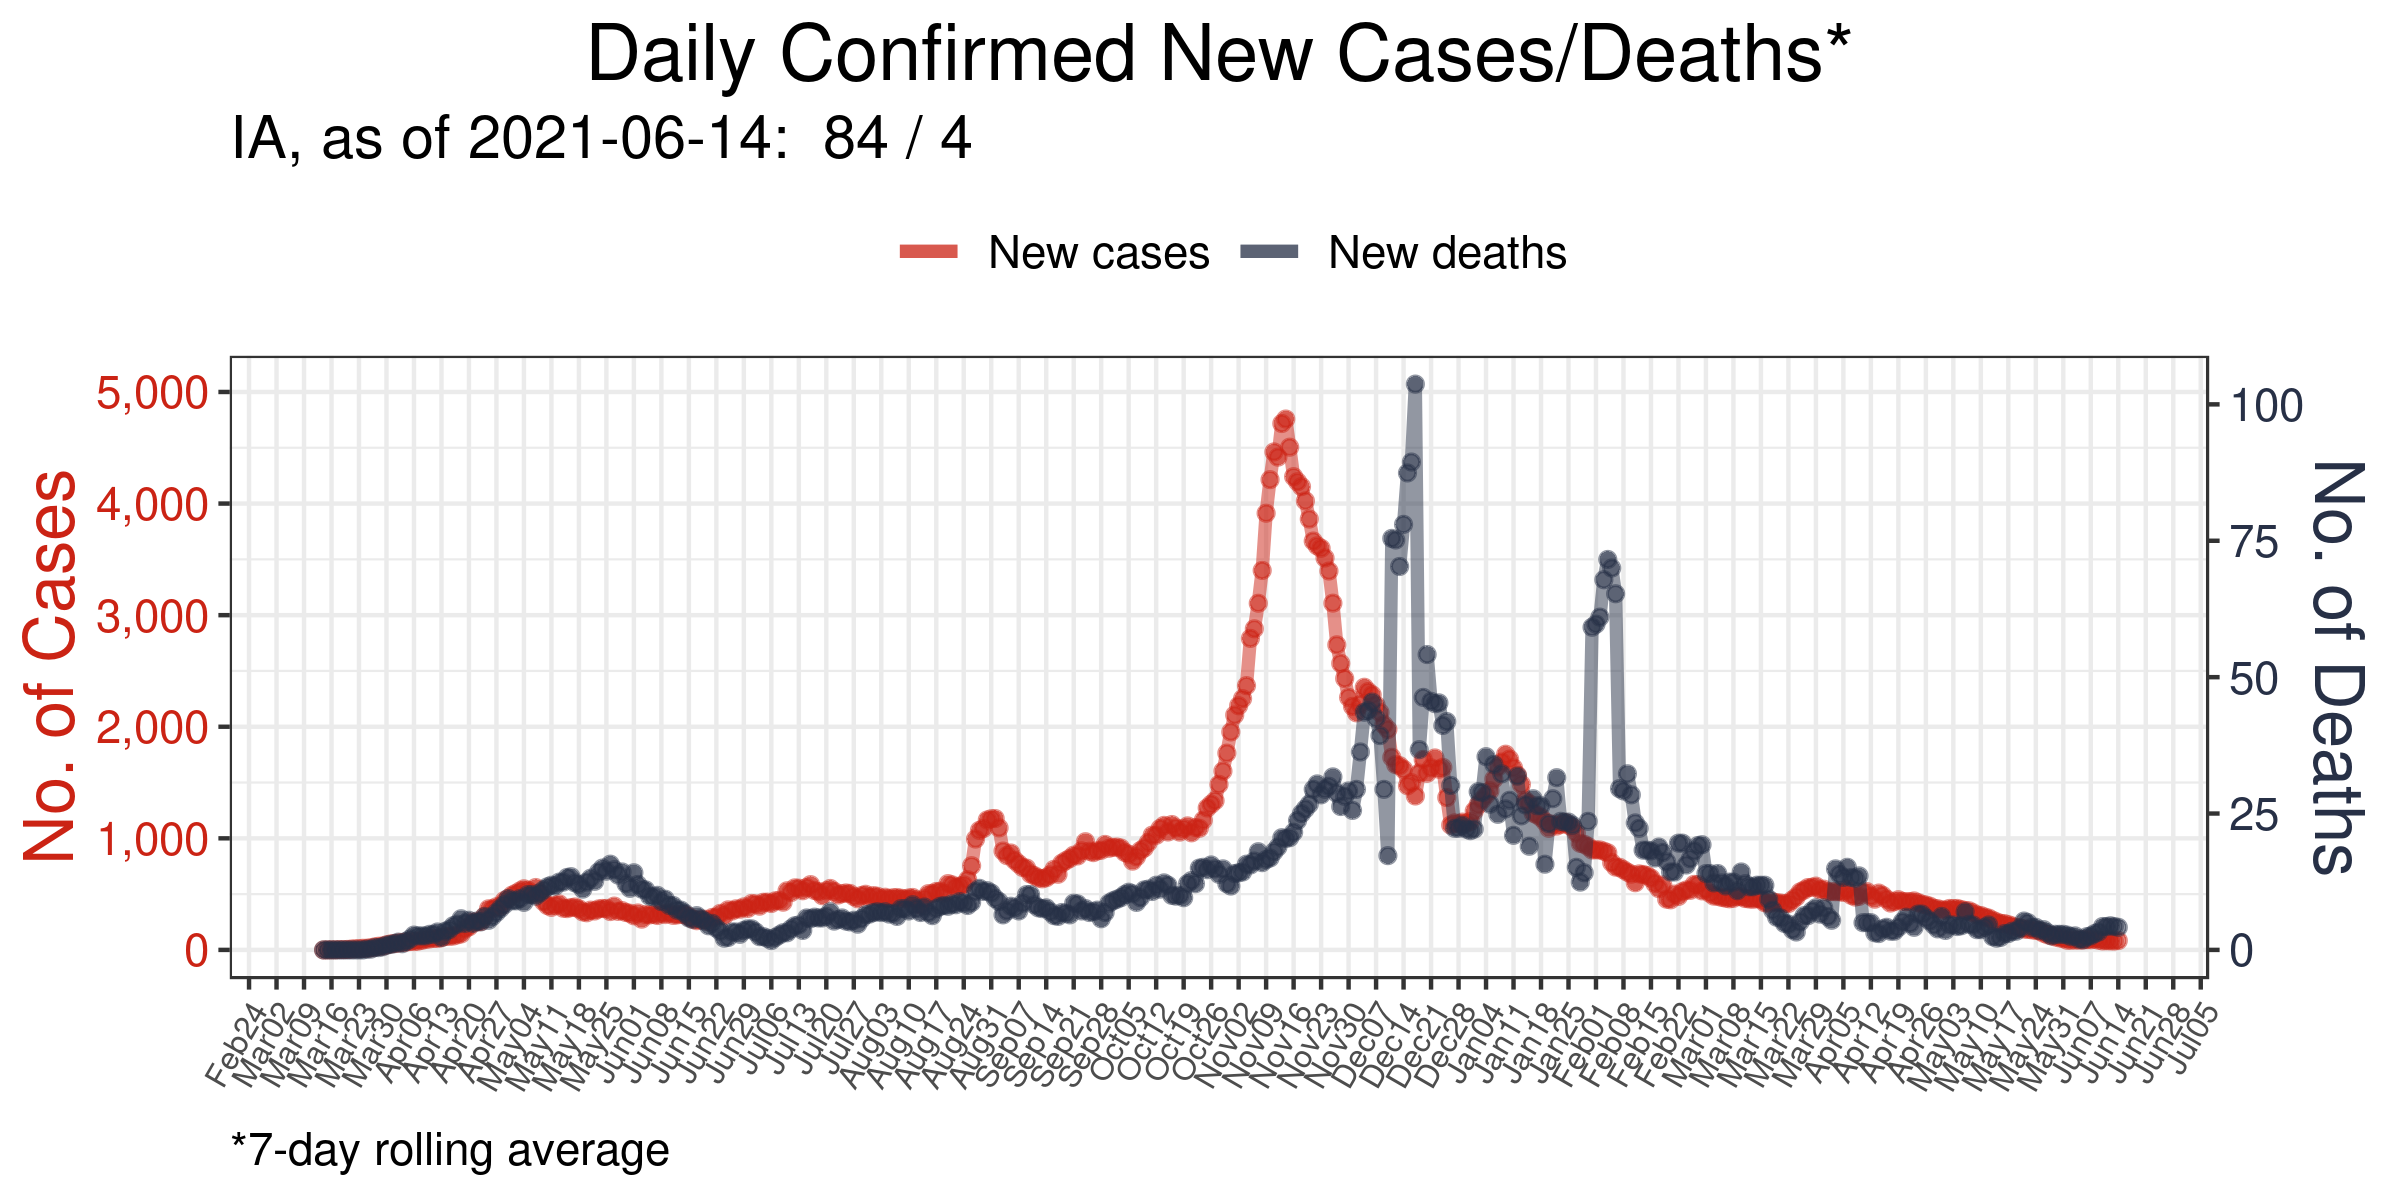 Daily Confirmed New Cases/Deaths*
IA, as of 2021-06-14:  84 / 4
New cases
New deaths
No. of Cases
5,000
4,000
3,000
2,000
1,000
0
100
75
50
25
0
No. of Deaths
Feb24
Mar02
Mar09
Mar16
Mar23
Mar30
Apr06
Apr13
Apr20
Apr27
May04
May11
May18
May25
Jun01
Jun08
Jun15
Jun22
Jun29
Jul06
Jul13
Jul20
Jul27
Aug03
Aug10
Aug17
Aug24
Aug31
Sep07
Sep14
Sep21
Sep28
Oct05
Oct12
Oct19
Oct26
Nov02
Nov09
Nov16
Nov23
Nov30
Dec07
Dec14
Dec21
Dec28
Jan04
Jan11
Jan18
Jan25
Feb01
Feb08
Feb15
Feb22
Mar01
Mar08
Mar15
Mar22
Mar29
Apr05
Apr12
Apr19
Apr26
May03
May10
May17
May24
May31
Jun07
Jun14
Jun21
Jun28
Jul05
*7-day rolling average